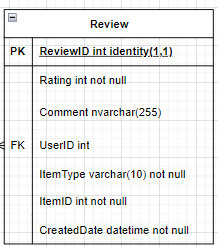 Review
PK ReviewID int identity(1,1)
Rating int not null
Comment nvarchar(255)
FK UserID int
ItemType varchar(10) not null
ItemID int not null
CreatedDate datetime not null